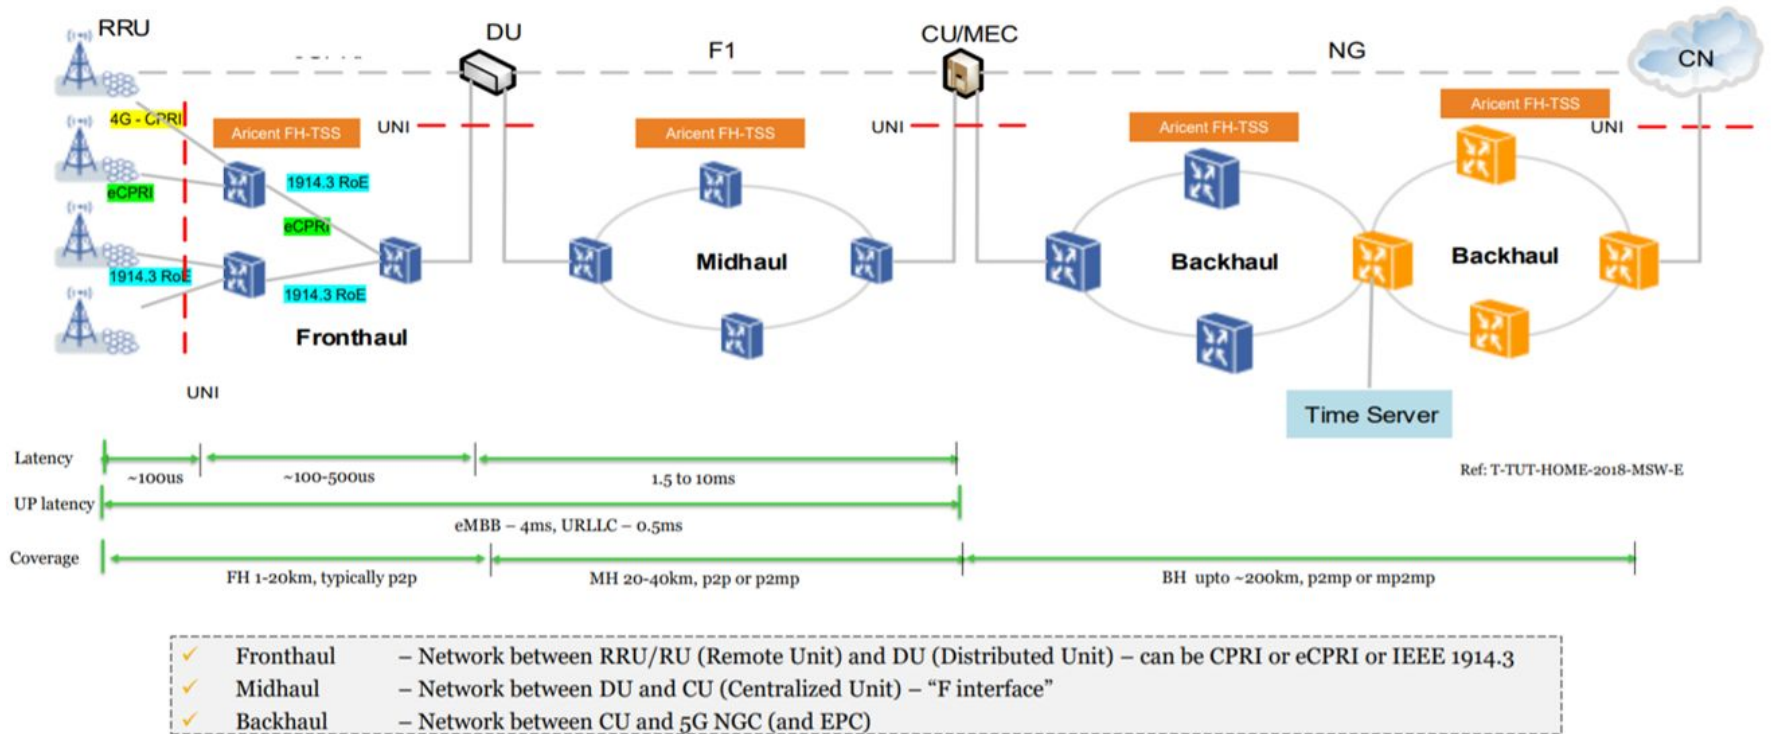 RRU
DU
F1
CU/MEC
NG
CN
4G - CPRI
Aricent FH-TSS
UNI
Aricent FH-TSS
UNI
Aricent FH-TSS
Aricent FH-TSS
UNI
eCPRI
1914.3 RoE
eCPRi
1914.3 RoE
1914.3 RoE
Fronthaul
Midhaul
Backhaul
Backhaul
UNI
Time Server
Latency
~100us
~100-500us
1.5 to 10ms
Ref: T-TUT-HOME-2018-MSW-E
UP latency
eMBB – 4ms, URLLC – 0.5ms
Coverage
FH 1-20km, typically p2p
MH 20-40km, p2p or p2mp
BH upto ~200km, p2mp or mp2mp
✓ Fronthaul – Network between RRU/RU (Remote Unit) and DU (Distributed Unit) – can be CPRI or eCPRI or IEEE 1914.3
✓ Midhaul – Network between DU and CU (Centralized Unit) – “F interface”
✓ Backhaul – Network between CU and 5G NGC (and EPC)